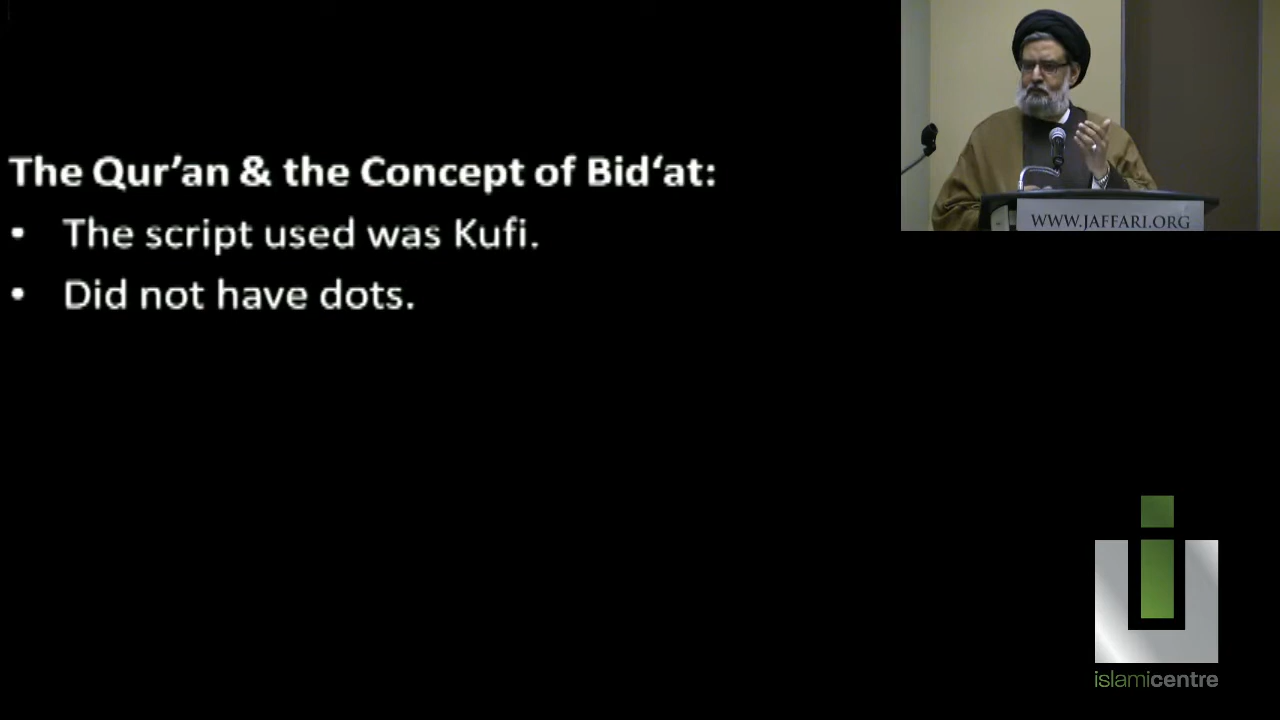 The Qur’an & the Concept of Bid‘at:
• The script used was Kufi.
• Did not have dots.
WWW.JAFFARI.ORG
islamicentre